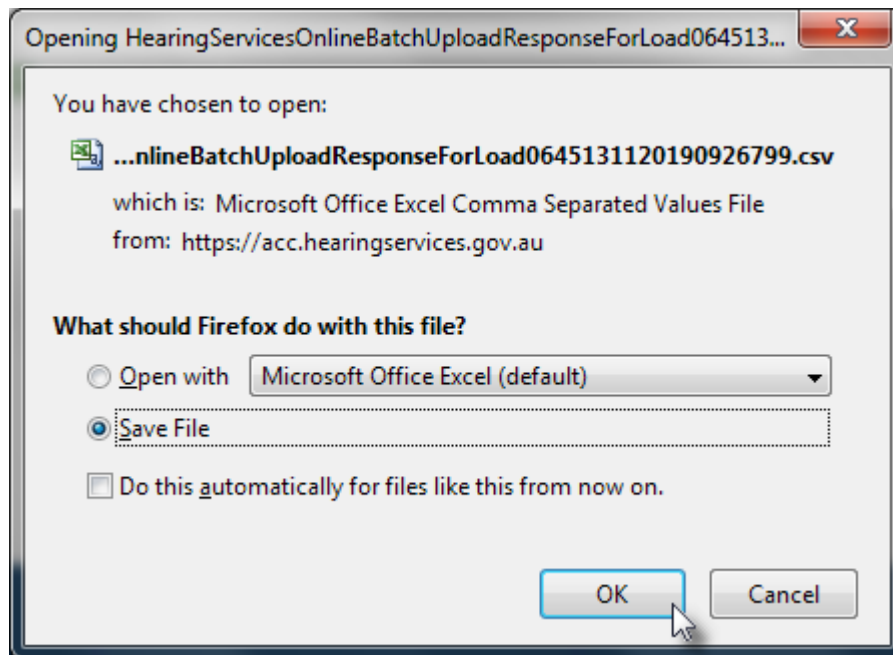 Opening HearingServicesOnlineBatchUploadResponseForLoad064513...
You have chosen to open:
...nlineBatchUploadResponseForLoad0645131120190926799.csv
which is: Microsoft Office Excel Comma Separated Values File
from: https://acc.hearingservices.gov.au
What should Firefox do with this file?
Open with Microsoft Office Excel (default)
Save File
Do this automatically for files like this from now on.
OK Cancel